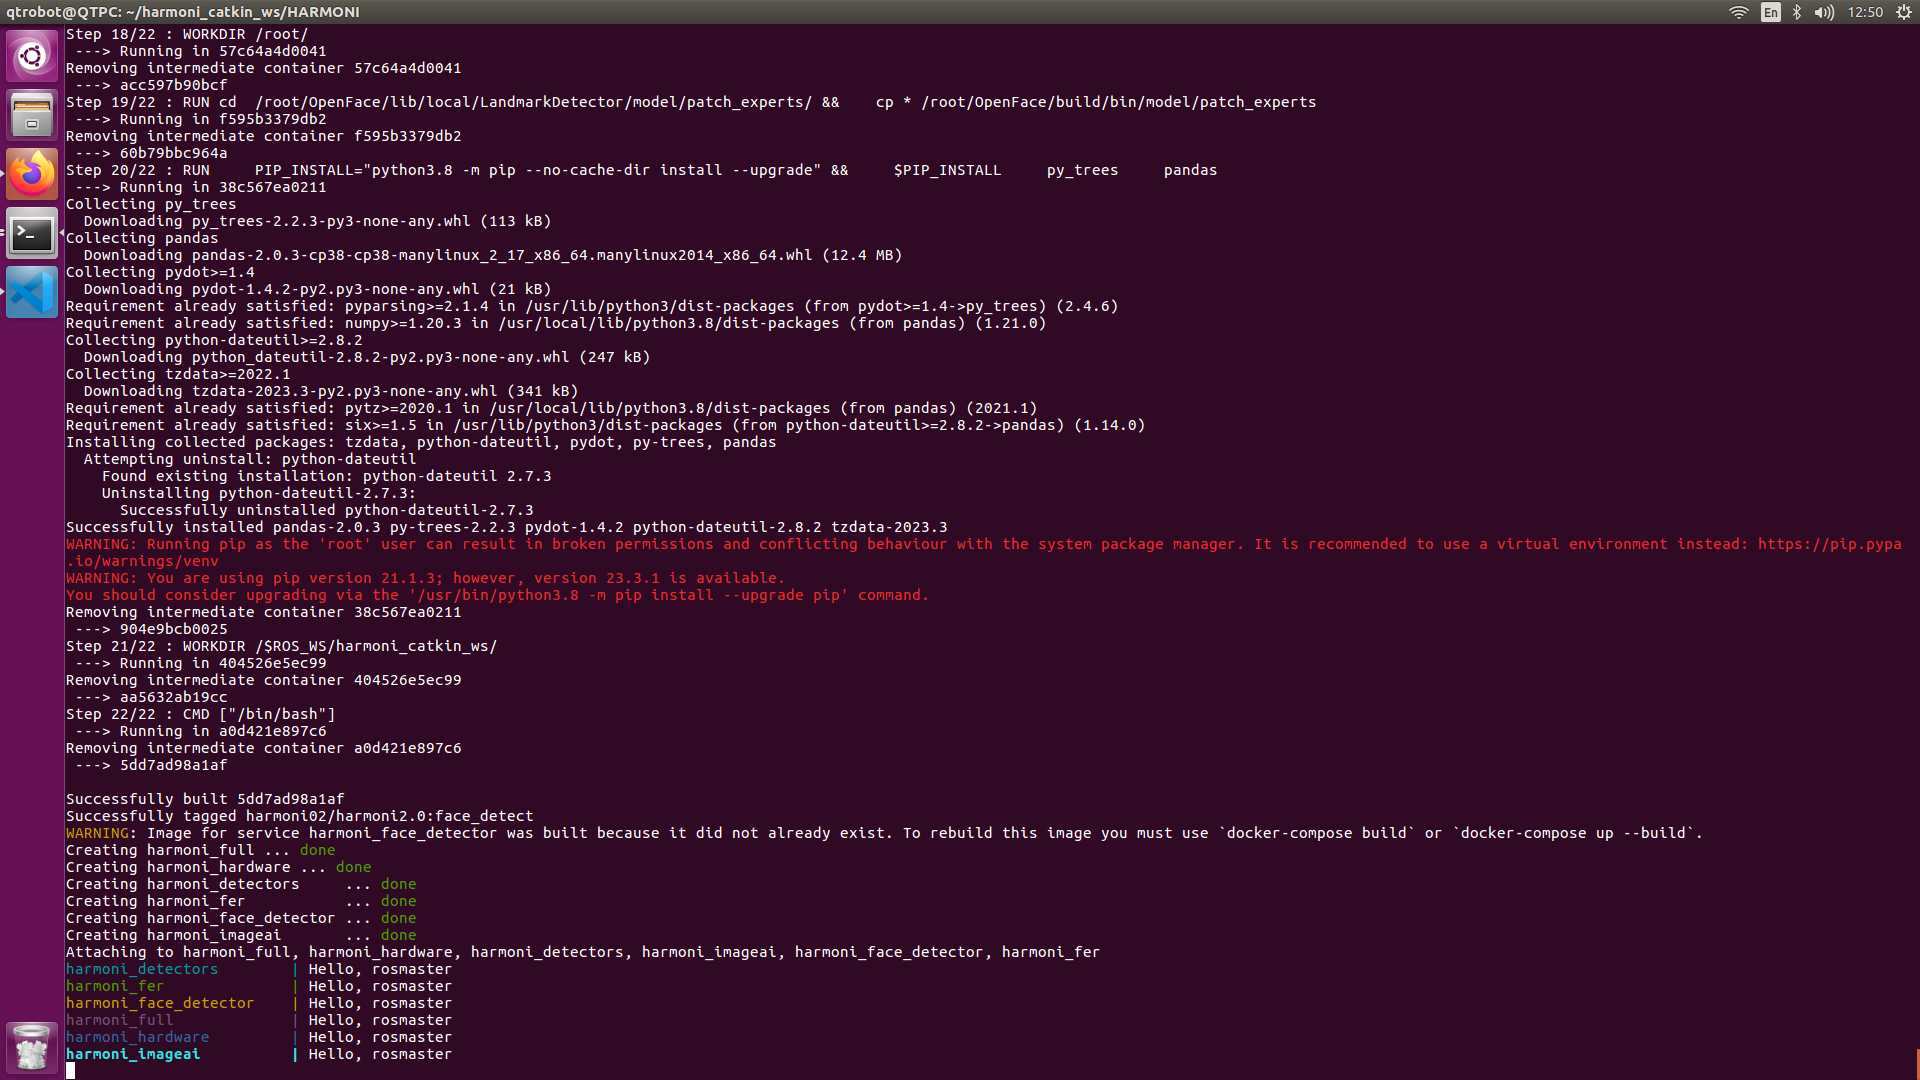 qtrobot@QTPC: ~/harmoni_catkin_ws/HARMONI
En
12:50
Step 18/22 : WORKDIR /root/
---> Running in 57c64a4d0041
Removing intermediate container 57c64a4d0041
---> acc597b90bcf
Step 19/22 : RUN cd  /root/OpenFace/lib/local/LandmarkDetector/model/patch_experts/ &&    cp * /root/OpenFace/build/bin/model/patch_experts
---> Running in f595b3379db2
Removing intermediate container f595b3379db2
---> 60b79bbc964a
Step 20/22 : RUN     PIP_INSTALL="python3.8 -m pip --no-cache-dir install --upgrade" &&     $PIP_INSTALL     py_trees     pandas
---> Running in 38c567ea0211
Collecting py_trees
Downloading py_trees-2.2.3-py3-none-any.whl (113 kB)
Collecting pandas
Downloading pandas-2.0.3-cp38-cp38-manylinux_2_17_x86_64.manylinux2014_x86_64.whl (12.4 MB)
Collecting pydot>=1.4
Downloading pydot-1.4.2-py2.py3-none-any.whl (21 kB)
Requirement already satisfied: pyparsing>=2.1.4 in /usr/lib/python3/dist-packages (from pydot>=1.4->py_trees) (2.4.6)
Requirement already satisfied: numpy>=1.20.3 in /usr/local/lib/python3.8/dist-packages (from pandas) (1.21.0)
Collecting python-dateutil>=2.8.2
Downloading python_dateutil-2.8.2-py2.py3-none-any.whl (247 kB)
Collecting tzdata>=2022.1
Downloading tzdata-2023.3-py2.py3-none-any.whl (341 kB)
Requirement already satisfied: pytz>=2020.1 in /usr/local/lib/python3.8/dist-packages (from pandas) (2021.1)
Requirement already satisfied: six>=1.5 in /usr/lib/python3/dist-packages (from python-dateutil>=2.8.2->pandas) (1.14.0)
Installing collected packages: tzdata, python-dateutil, pydot, py-trees, pandas
Attempting uninstall: python-dateutil
Found existing installation: python-dateutil 2.7.3
Uninstalling python-dateutil-2.7.3:
Successfully uninstalled python-dateutil-2.7.3
Successfully installed pandas-2.0.3 py-trees-2.2.3 pydot-1.4.2 python-dateutil-2.8.2 tzdata-2023.3
WARNING: Running pip as the 'root' user can result in broken permissions and conflicting behaviour with the system package manager. It is recommended to use a virtual environment instead: https://pip.pypa
.io/warnings/venv
WARNING: You are using pip version 21.1.3; however, version 23.3.1 is available.
You should consider upgrading via the '/usr/bin/python3.8 -m pip install --upgrade pip' command.
Removing intermediate container 38c567ea0211
---> 904e9bcb0025
Step 21/22 : WORKDIR /$ROS_WS/harmoni_catkin_ws/
---> Running in 404526e5ec99
Removing intermediate container 404526e5ec99
---> aa5632ab19cc
Step 22/22 : CMD ["/bin/bash"]
---> Running in a0d421e897c6
Removing intermediate container a0d421e897c6
---> 5dd7ad98a1af
Successfully built 5dd7ad98a1af
Successfully tagged harmoni02/harmoni2.0:face_detect
WARNING: Image for service harmoni_face_detector was built because it did not already exist. To rebuild this image you must use `docker-compose build` or `docker-compose up --build`.
Creating harmoni_full ... done
Creating harmoni_hardware ... done
Creating harmoni_detectors     ... done
Creating harmoni_fer           ... done
Creating harmoni_face_detector ... done
Creating harmoni_imageai       ... done
Attaching to harmoni_full, harmoni_hardware, harmoni_detectors, harmoni_imageai, harmoni_face_detector, harmoni_fer
harmoni_detectors        | Hello, rosmaster
harmoni_fer              | Hello, rosmaster
harmoni_face_detector    | Hello, rosmaster
harmoni_full             | Hello, rosmaster
harmoni_hardware         | Hello, rosmaster
harmoni_imageai          | Hello, rosmaster